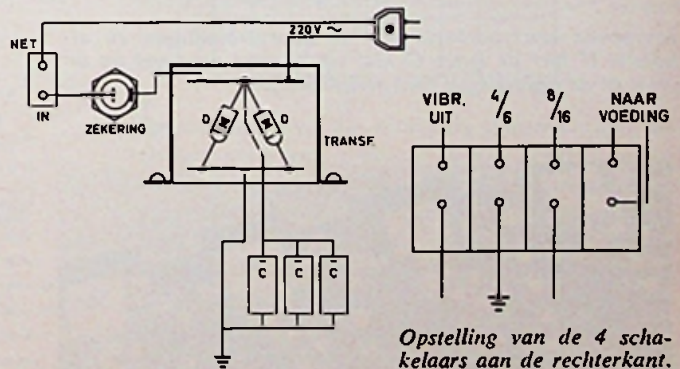 220V ~
NET
IN
ZEKERING
D
D
TRANSF.
C
C
C
VIBR.
UIT
4/6
8/16
NAAR
VOEDING
Opstelling van de 4 scha-
kelaars aan de rechterkant.